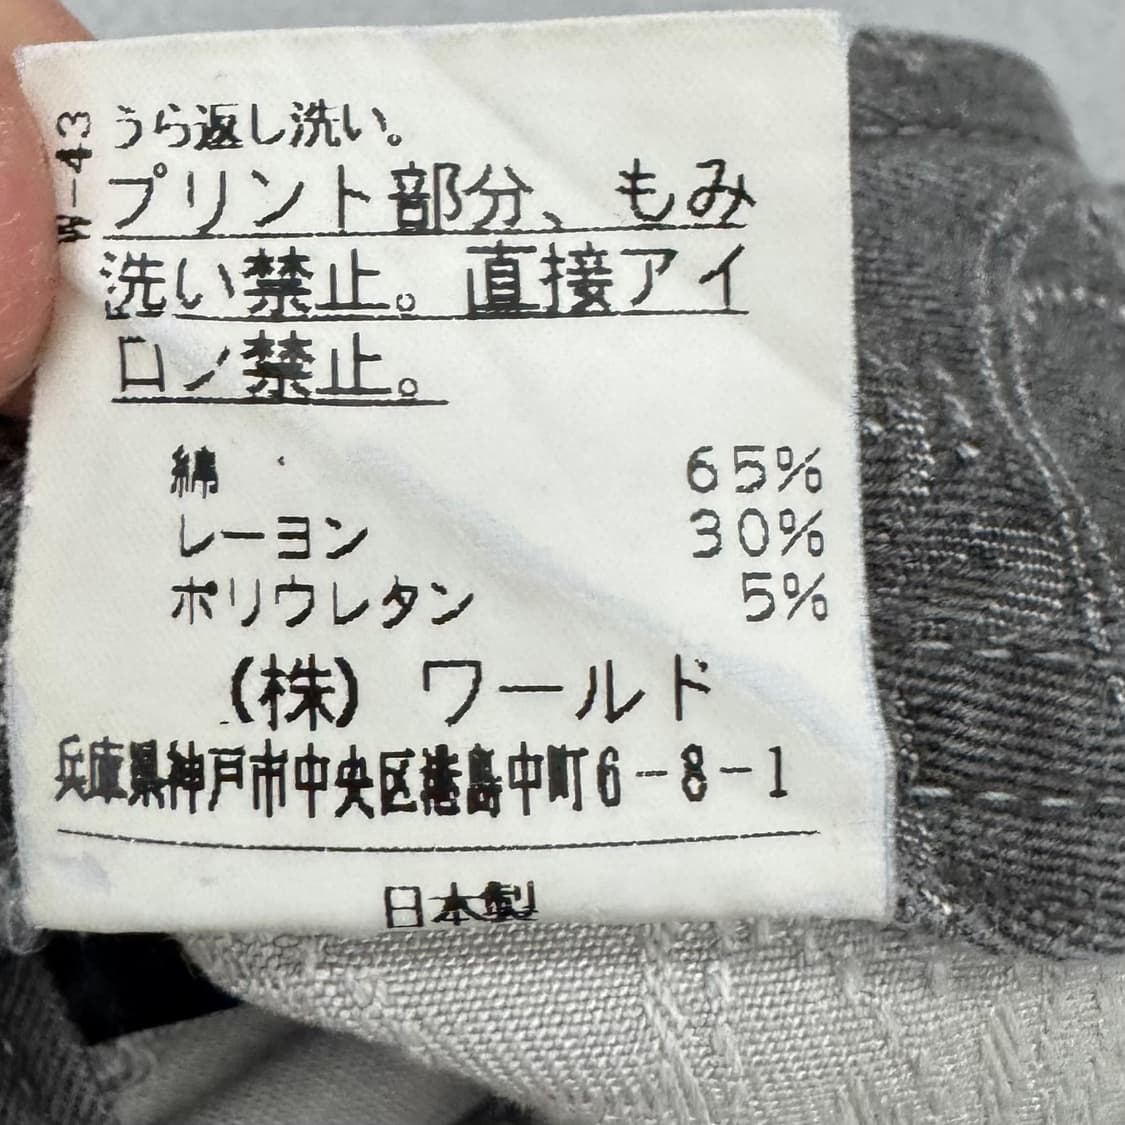 W-43
うら返し洗い。
プリント部分、もみ
洗い禁止。直接アイ
ロン禁止。
綿 65%
レーヨン 30%
ポリウレタン 5%
(株) ワールド
兵庫県神戸市中央区港島中町6-8-1
日本製